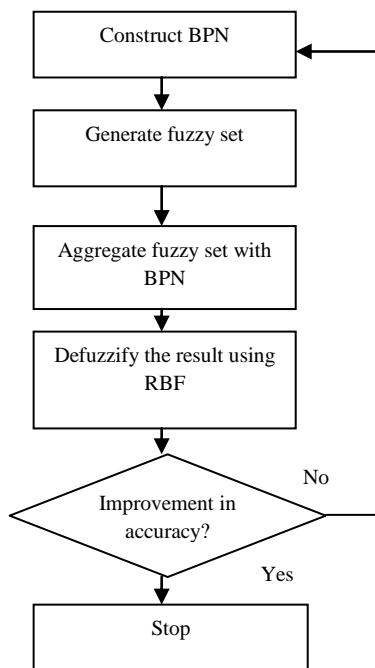 Construct BPN
Generate fuzzy set
Aggregate fuzzy set with
BPN
Defuzzify the result using
RBF
Improvement in
accuracy?
No
Yes
Stop